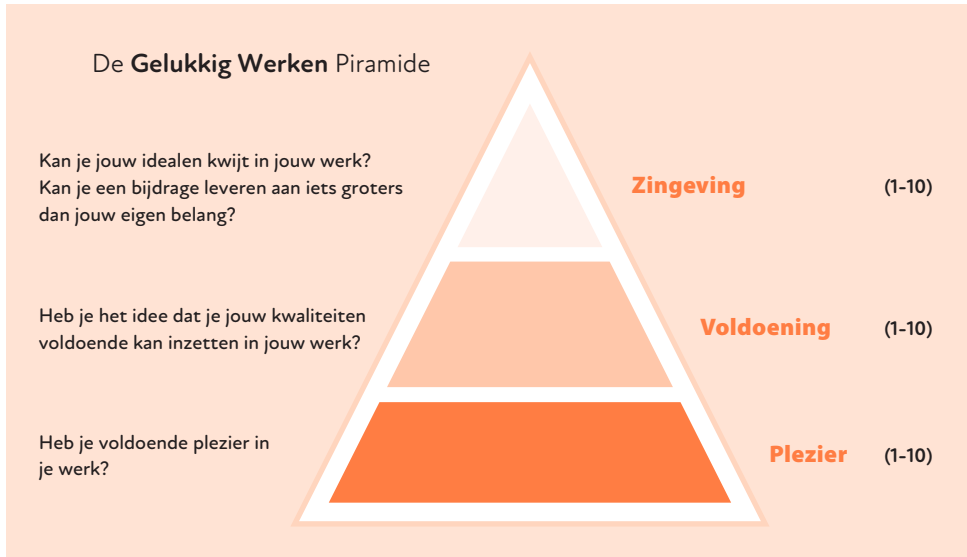 De Gelukkig Werken Piramide
Kan je jouw idealen kwijt in jouw werk?
Kan je een bijdrage leveren aan iets groters
dan jouw eigen belang?
Zingeving
(1-10)
Heb je het idee dat je jouw kwaliteiten
voldoende kan inzetten in jouw werk?
Voldoening
(1-10)
Heb je voldoende plezier in
je werk?
Plezier
(1-10)